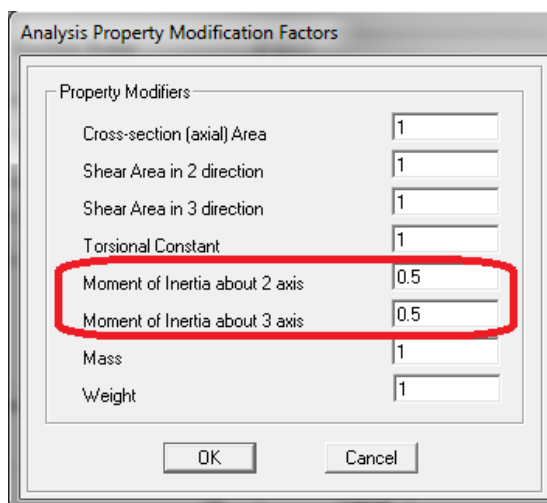 Analysis Property Modification Factors
Property Modifiers
Cross-section (axial) Area 1
Shear Area in 2 direction 1
Shear Area in 3 direction 1
Torsional Constant 1
Moment of Inertia about 2 axis 0.5
Moment of Inertia about 3 axis 0.5
Mass 1
Weight 1
OK Cancel